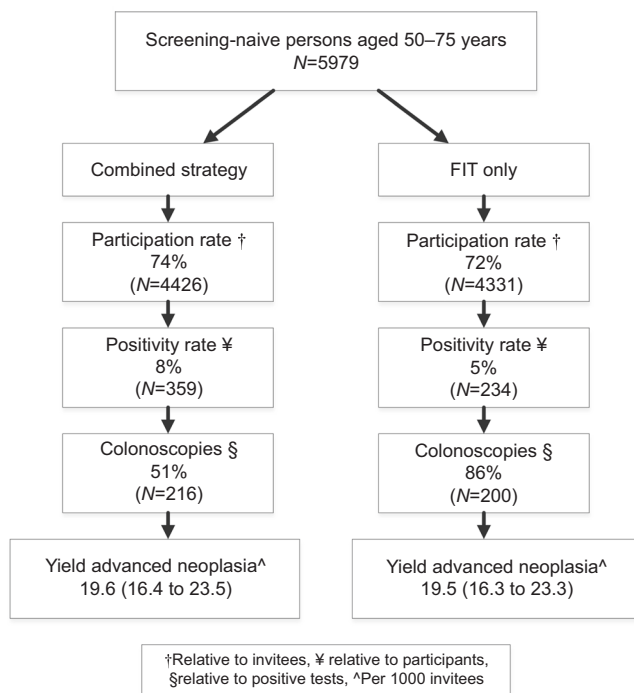 Screening-naive persons aged 50–75 years
N=5979
Combined strategy
Participation rate †
74%
(N=4426)
Positivity rate ¥
8%
(N=359)
Colonoscopies §
51%
(N=216)
Yield advanced neoplasia^
19.6 (16.4 to 23.5)
FIT only
Participation rate †
72%
(N=4331)
Positivity rate ¥
5%
(N=234)
Colonoscopies §
86%
(N=200)
Yield advanced neoplasia^
19.5 (16.3 to 23.3)
†Relative to invitees, ¥ relative to participants,
§relative to positive tests, ^Per 1000 invitees